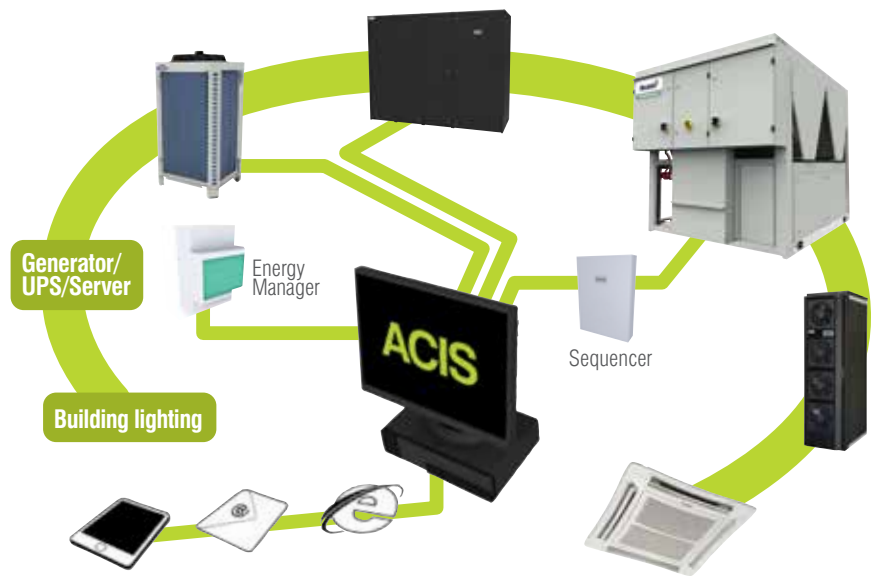 Generator/
UPS/Server
Energy
Manager
ACIS
Sequencer
Building lighting
@